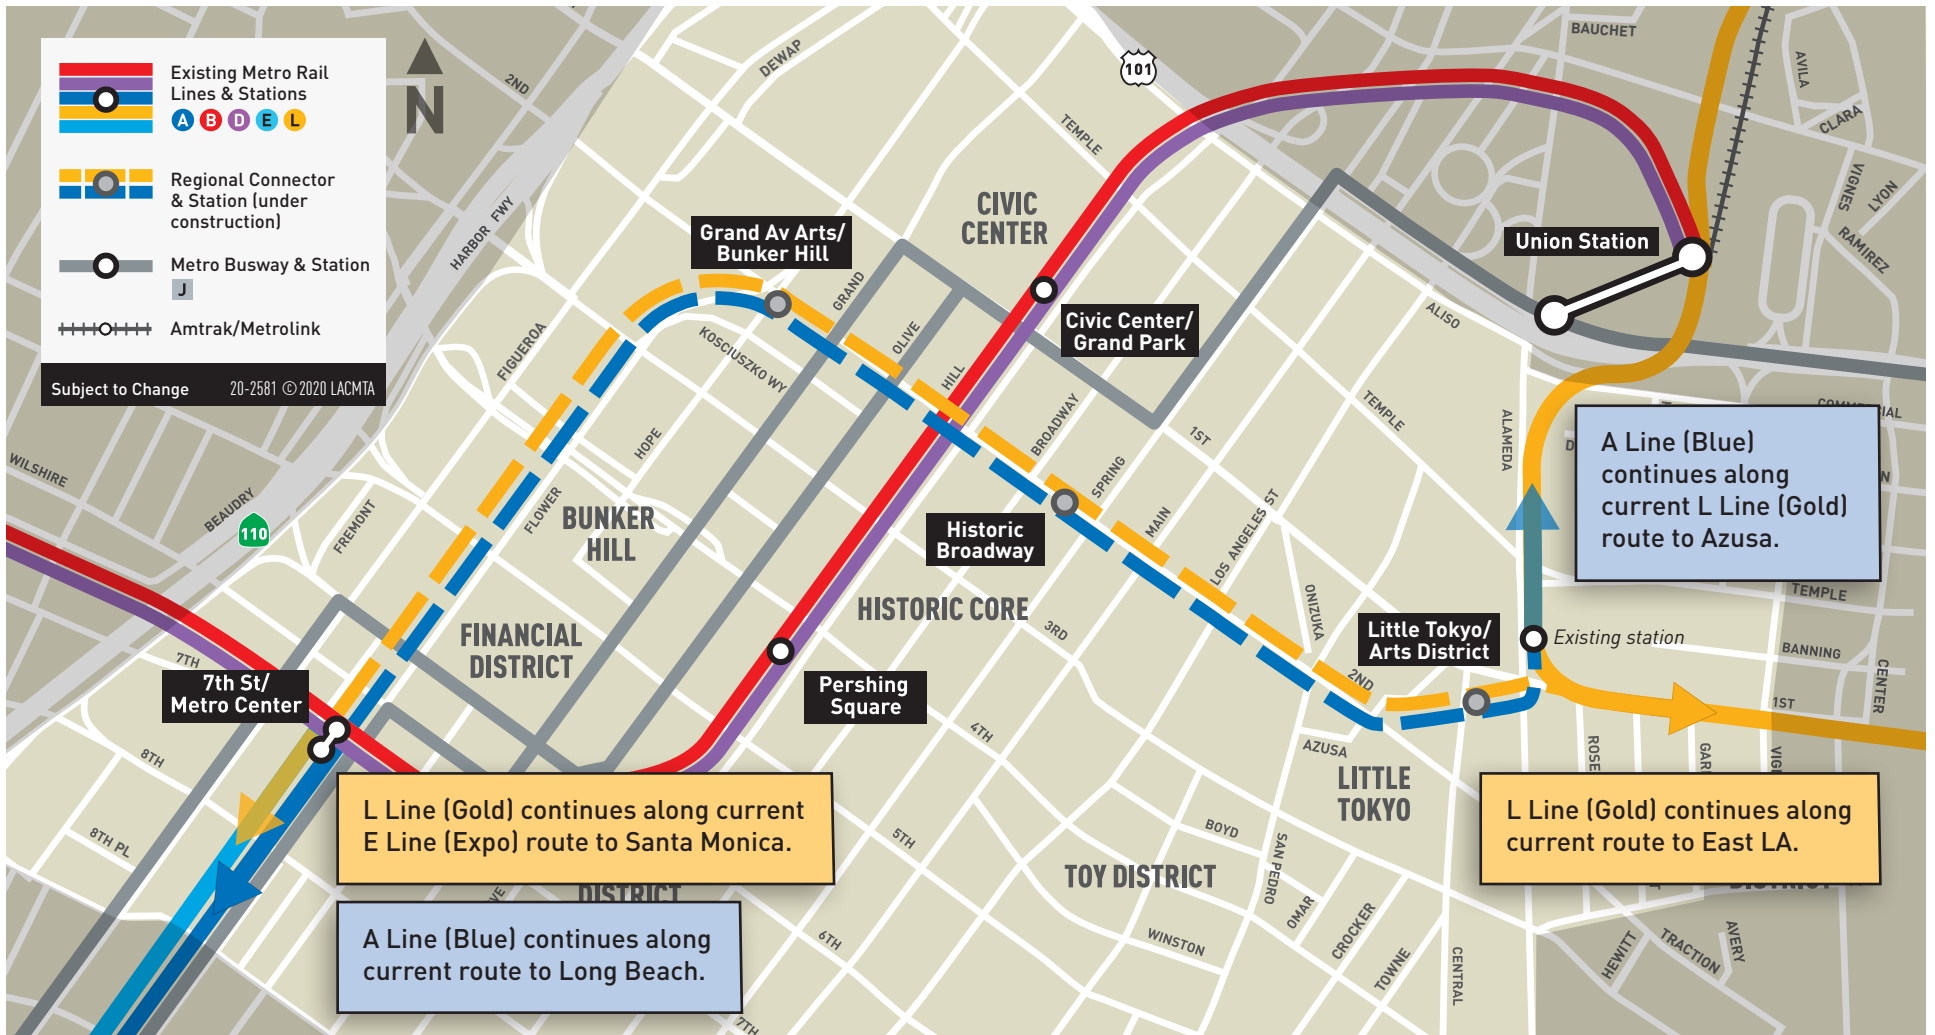 Existing Metro Rail
Lines & Stations
A B D E L
Regional Connector
& Station (under
construction)
Metro Busway & Station
J
Amtrak/Metrolink
Subject to Change
20-2581 © 2020 LACMTA
N
2ND
DEWAP
101
TEMPLE
BAUCHET
AVILA
CLARA
VIGNES
LYON
RAMIREZ
HARBOR FWY
CIVIC
CENTER
Grand Av Arts/
Bunker Hill
GRAND
Union Station
Civic Center/
Grand Park
ALISO
FIGUEROA
KOSCIUSZKO WY
OLIVE
HILL
BROADWAY
1ST
TEMPLE
ALAMEDA
A Line (Blue)
continues along
current L Line (Gold)
route to Azusa.
WILSHIRE
BEAUDRY
110
FREMONT
HOPE
FLOWER
BUNKER
HILL
SPRING
MAIN
LOS ANGELES ST
Historic
Broadway
TEMPLE
ONIZUKA
HISTORIC CORE
3RD
FINANCIAL
DISTRICT
Little Tokyo/
Arts District
Existing station
BANNING
CENTER
7TH
7th St/
Metro Center
Pershing
Square
2ND
1ST
8TH
4TH
AZUSA
LITTLE
TOKYO
ROSE
L Line (Gold) continues along current
E Line (Expo) route to Santa Monica.
L Line (Gold) continues along
current route to East LA.
8TH PL
5TH
BOYD
SAN PEDRO
TOY DISTRICT
DISTRICT
DISTRICT
A Line (Blue) continues along
current route to Long Beach.
6TH
WINSTON
OMAR
CROCKER
TOWNE
CENTRAL
HEWITT
TRACTION
AVERY
7TH